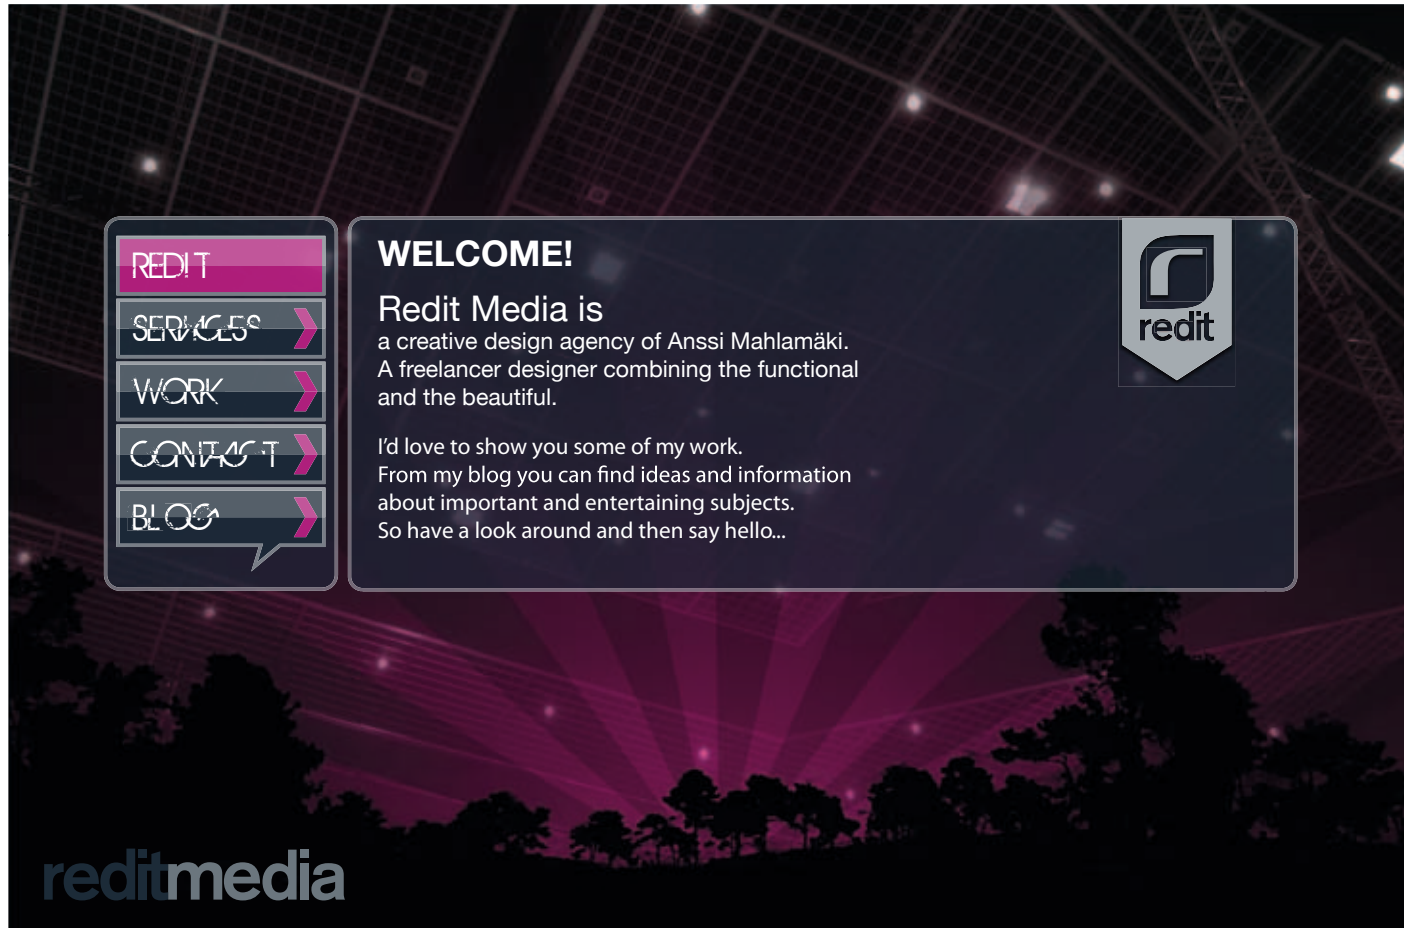 REDIT
SERVICES
WORK
CONTACT
BLOG
WELCOME!
Redit Media is
a creative design agency of Anssi Mahlamäki.
A freelancer designer combining the functional
and the beautiful.
I'd love to show you some of my work.
From my blog you can find ideas and information
about important and entertaining subjects.
So have a look around and then say hello...
redit
reditmedia